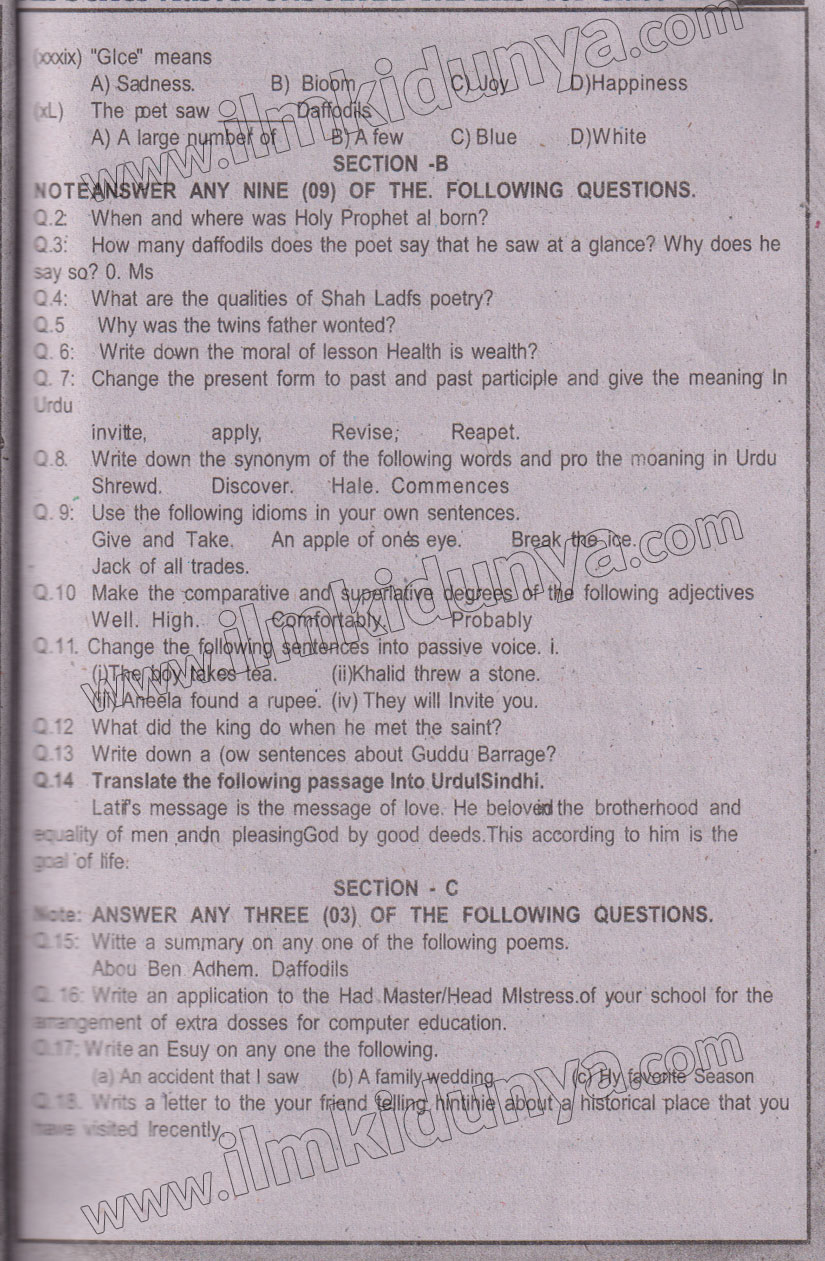 (xxxix) "Glce" means
A) Sadness. B) Bioom C) Joy D)Happiness
(xL) The poet saw ________ Daffodils.
A) A large number of B) A few C) Blue D)White
SECTION -B
NOTEANSWER ANY NINE (09) OF THE. FOLLOWING QUESTIONS.
Q.2: When and where was Holy Prophet al born?
Q.3: How many daffodils does the poet say that he saw at a glance? Why does he
say so? 0. Ms
Q.4: What are the qualities of Shah Ladfs poetry?
Q.5 Why was the twins father wonted?
Q. 6: Write down the moral of lesson Health is wealth?
Q. 7: Change the present form to past and past participle and give the meaning In
Urdu
invitte, apply, Revise; Reapet.
Q.8. Write down the synonym of the following words and pro the moaning in Urdu
Shrewd. Discover. Hale. Commences
Q. 9: Use the following idioms in your own sentences.
Give and Take. An apple of one's eye. Break the ice.
Jack of all trades.
Q.10 Make the comparative and superlative degrees of the following adjectives
Well. High. Comfortably, Probably
Q.11. Change the following sentences into passive voice. i.
(i)The boy takes tea. (ii)Khalid threw a stone.
(iii) Aneela found a rupee. (iv) They will Invite you.
Q.12 What did the king do when he met the saint?
Q.13 Write down a (ow sentences about Guddu Barrage?
Q.14 Translate the following passage Into UrdulSindhi.
Latif's message is the message of love. He beloved in the brotherhood and
equality of men andn pleasingGod by good deeds.This according to him is the
goal of life:
SECTION - C
Note: ANSWER ANY THREE (03) OF THE FOLLOWING QUESTIONS.
Q.15: Witte a summary on any one of the following poems.
Abou Ben Adhem. Daffodils
Q. 16: Write an application to the Had Master/Head MIstress.of your school for the
arrangement of extra dosses for computer education.
Q.17; Write an Esuy on any one the following.
(a) An accident that I saw (b) A family wedding (c) Hy favorite Season
Q.18. Writs a letter to the your friend telling hintihie about a historical place that you
have visited Irecently.
www.ilmkidunya.com
www.ilmkidunya.com
www.ilmkidunya.com